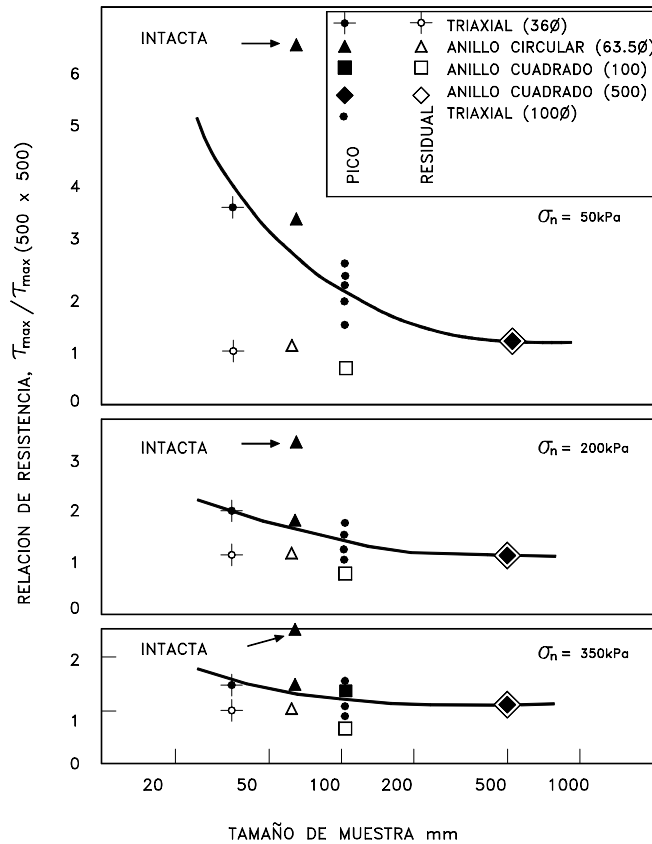 TRIAXIAL (36Ø)
ANILLO CIRCULAR (63.5Ø)
ANILLO CUADRADO (100)
ANILLO CUADRADO (500)
TRIAXIAL (100Ø)
PICO
RESIDUAL
INTACTA
σn = 50kPa
6
5
4
3
2
1
0
RELACION DE RESISTENCIA, τmax / τmax (500 x 500)
INTACTA
σn = 200kPa
3
2
1
0
INTACTA
σn = 350kPa
2
1
0
20 50 100 200 500 1000
TAMAÑO DE MUESTRA mm